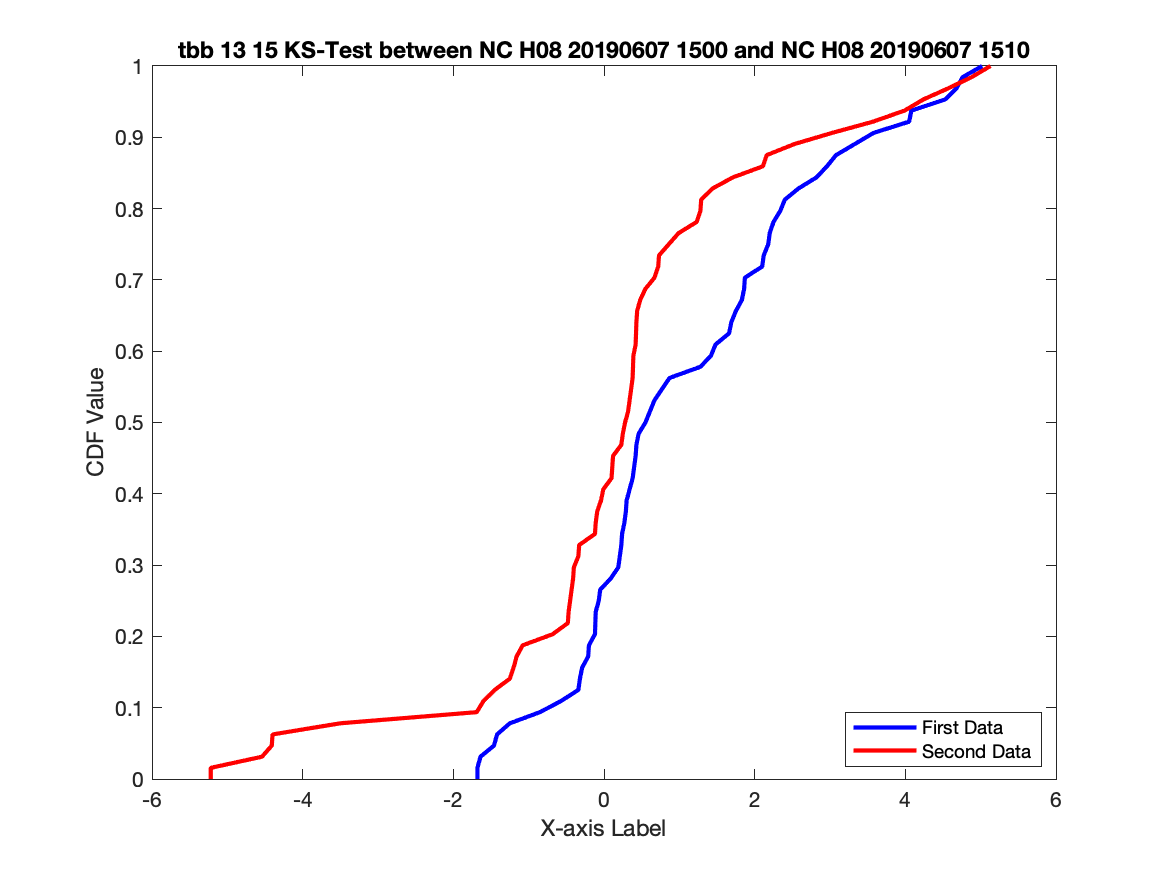 tbb 13 15 KS-Test between NC H08 20190607 1500 and NC H08 20190607 1510
1
0.9
0.8
0.7
0.6
0.5
0.4
0.3
0.2
0.1
0
CDF Value
First Data
Second Data
-6 -4 -2 0 2 4 6
X-axis Label